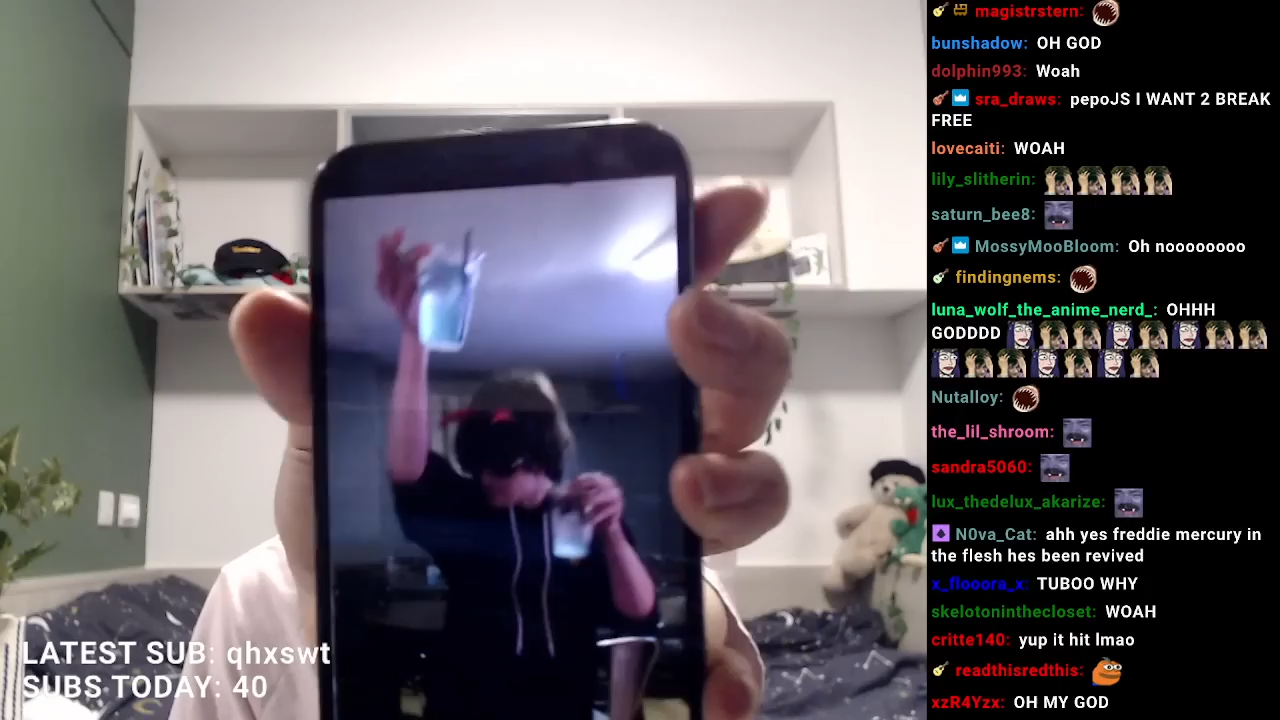 magistrstern:
bunshadow: OH GOD
dolphin993: Woah
sra_draws: pepoJS I WANT 2 BREAK
FREE
lovecaiti: WOAH
lily_slitherin:
saturn_bee8:
MossyMooBloom: Oh noooooooo
findingnems:
luna_wolf_the_anime_nerd_: OHHH
GODDDD
Nutalloy:
the_lil_shroom:
sandra5060:
lux_thedelux_akarize:
N0va_Cat: ahh yes freddie mercury in
the flesh hes been revived
x_flooora_x: TUBOO WHY
skelotoninthecloset: WOAH
critte140: yup it hit lmao
readthisredthis:
xzR4Yzx: OH MY GOD
LATEST SUB: qhxswt
SUBS TODAY: 40